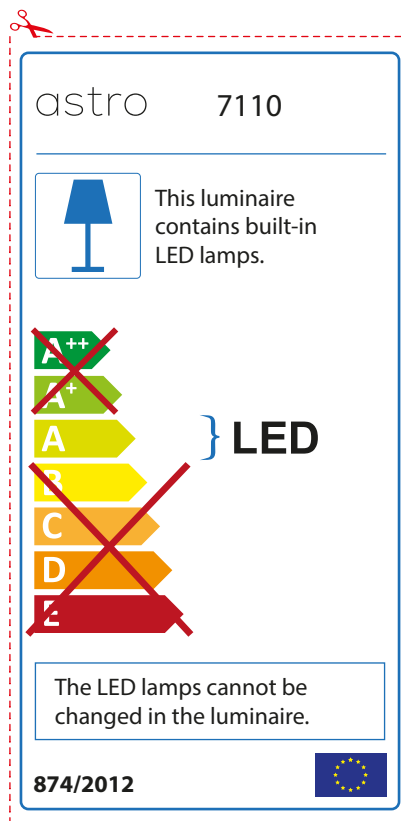 astro 7110
This luminaire
contains built-in
LED lamps.
A++
A+
A
} LED
B
C
D
E
The LED lamps cannot be
changed in the luminaire.
874/2012